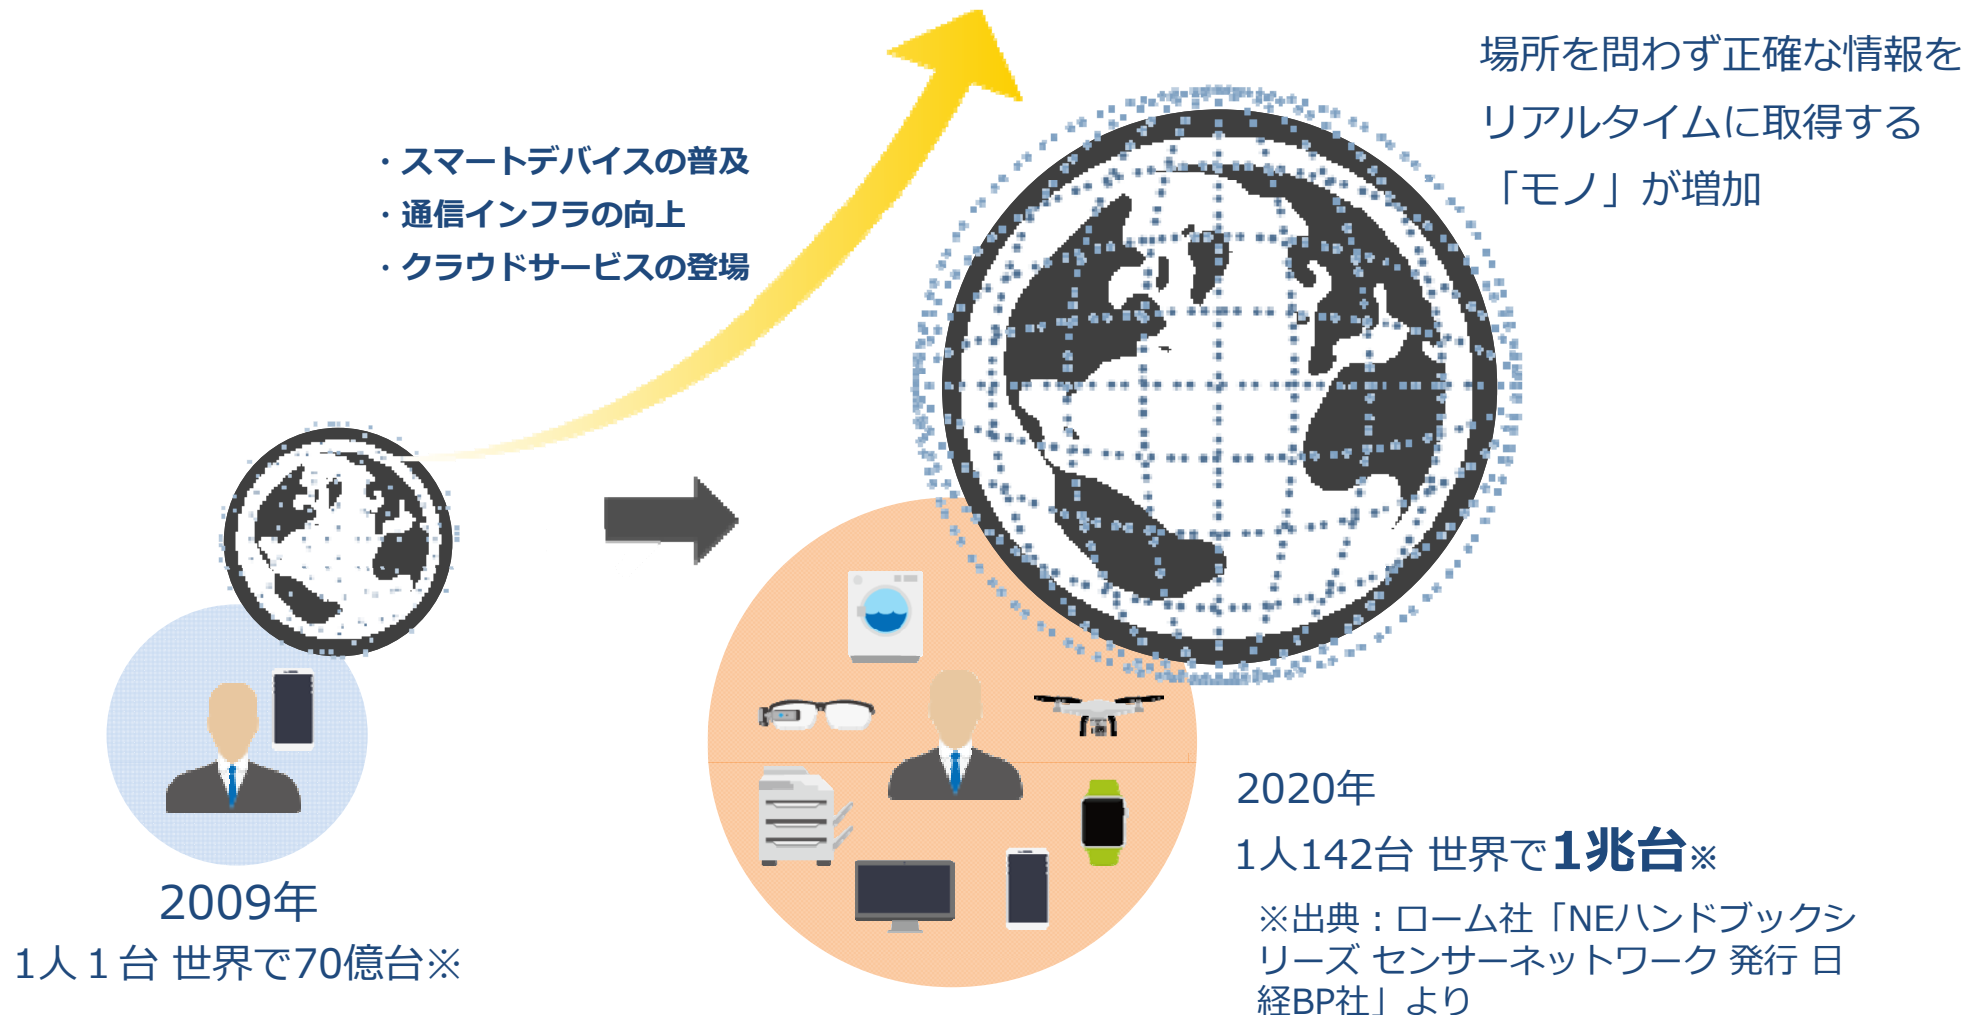 場所を問わず正確な情報を
リアルタイムに取得する
「モノ」が増加
・スマートデバイスの普及
・通信インフラの向上
・クラウドサービスの登場
2009年
1人１台 世界で70億台※
2020年
1人142台 世界で1兆台※
※出典：ローム社「NEハンドブックシ
リーズ センサーネットワーク 発行 日
経BP社」より